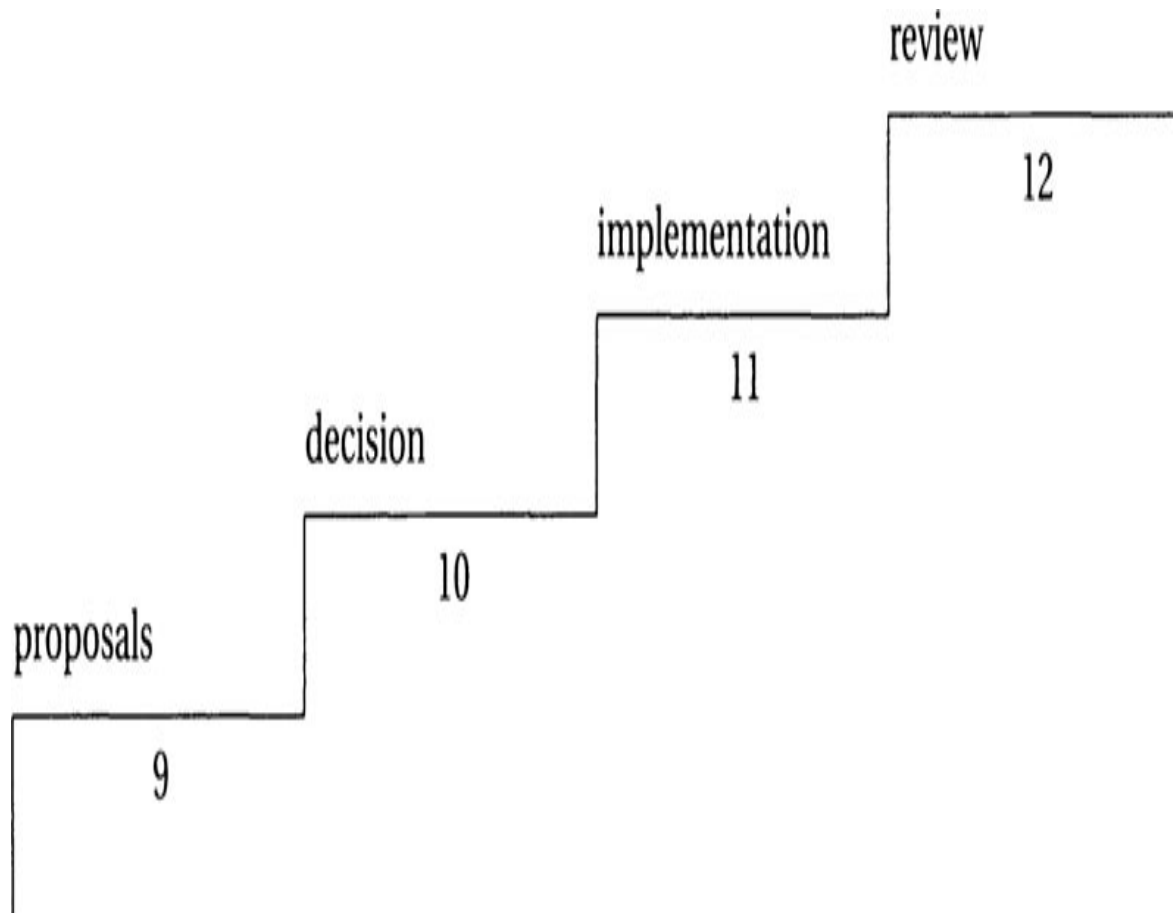 review
12
implementation
11
decision
10
proposals
9